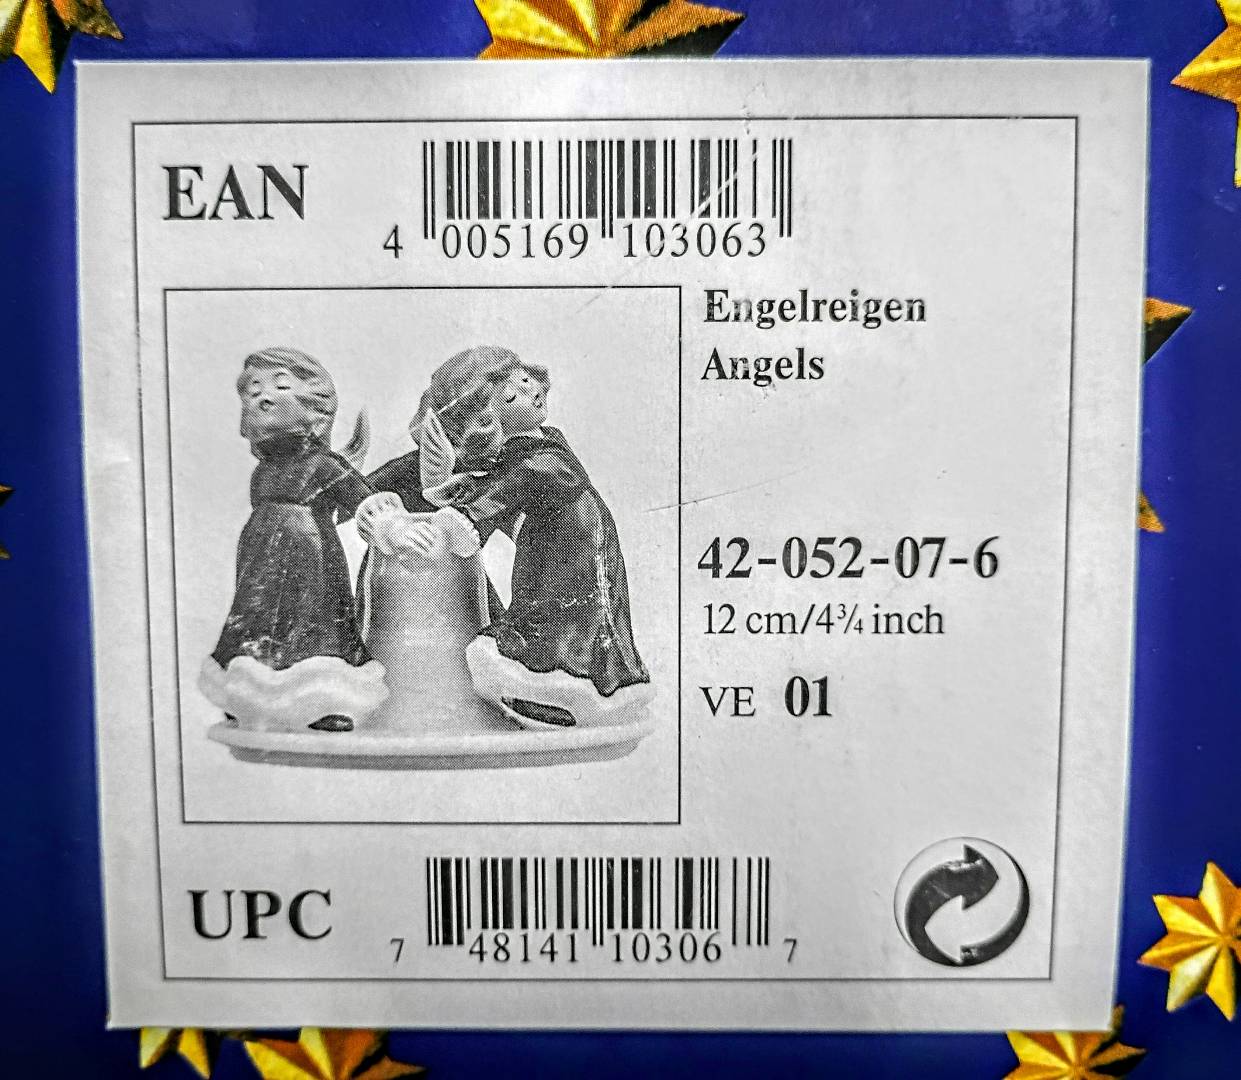 EAN
4 005169 103063
Engelreigen
Angels
42-052-07-6
12 cm/4¾ inch
VE 01
UPC
7 48141 10306 7